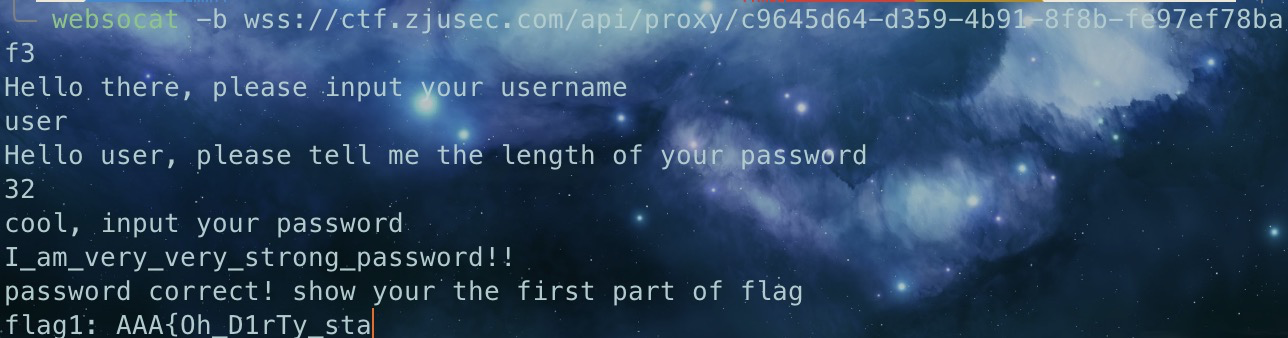 websocat -b wss://ctf.zjusec.com/api/proxy/c9645d64-d359-4b91-8f8b-fe97ef78ba
f3
Hello there, please input your username
user
Hello user, please tell me the length of your password
32
cool, input your password
I_am_very_very_strong_password!!
password correct! show your the first part of flag
flag1: AAA{Oh_D1rTy_sta